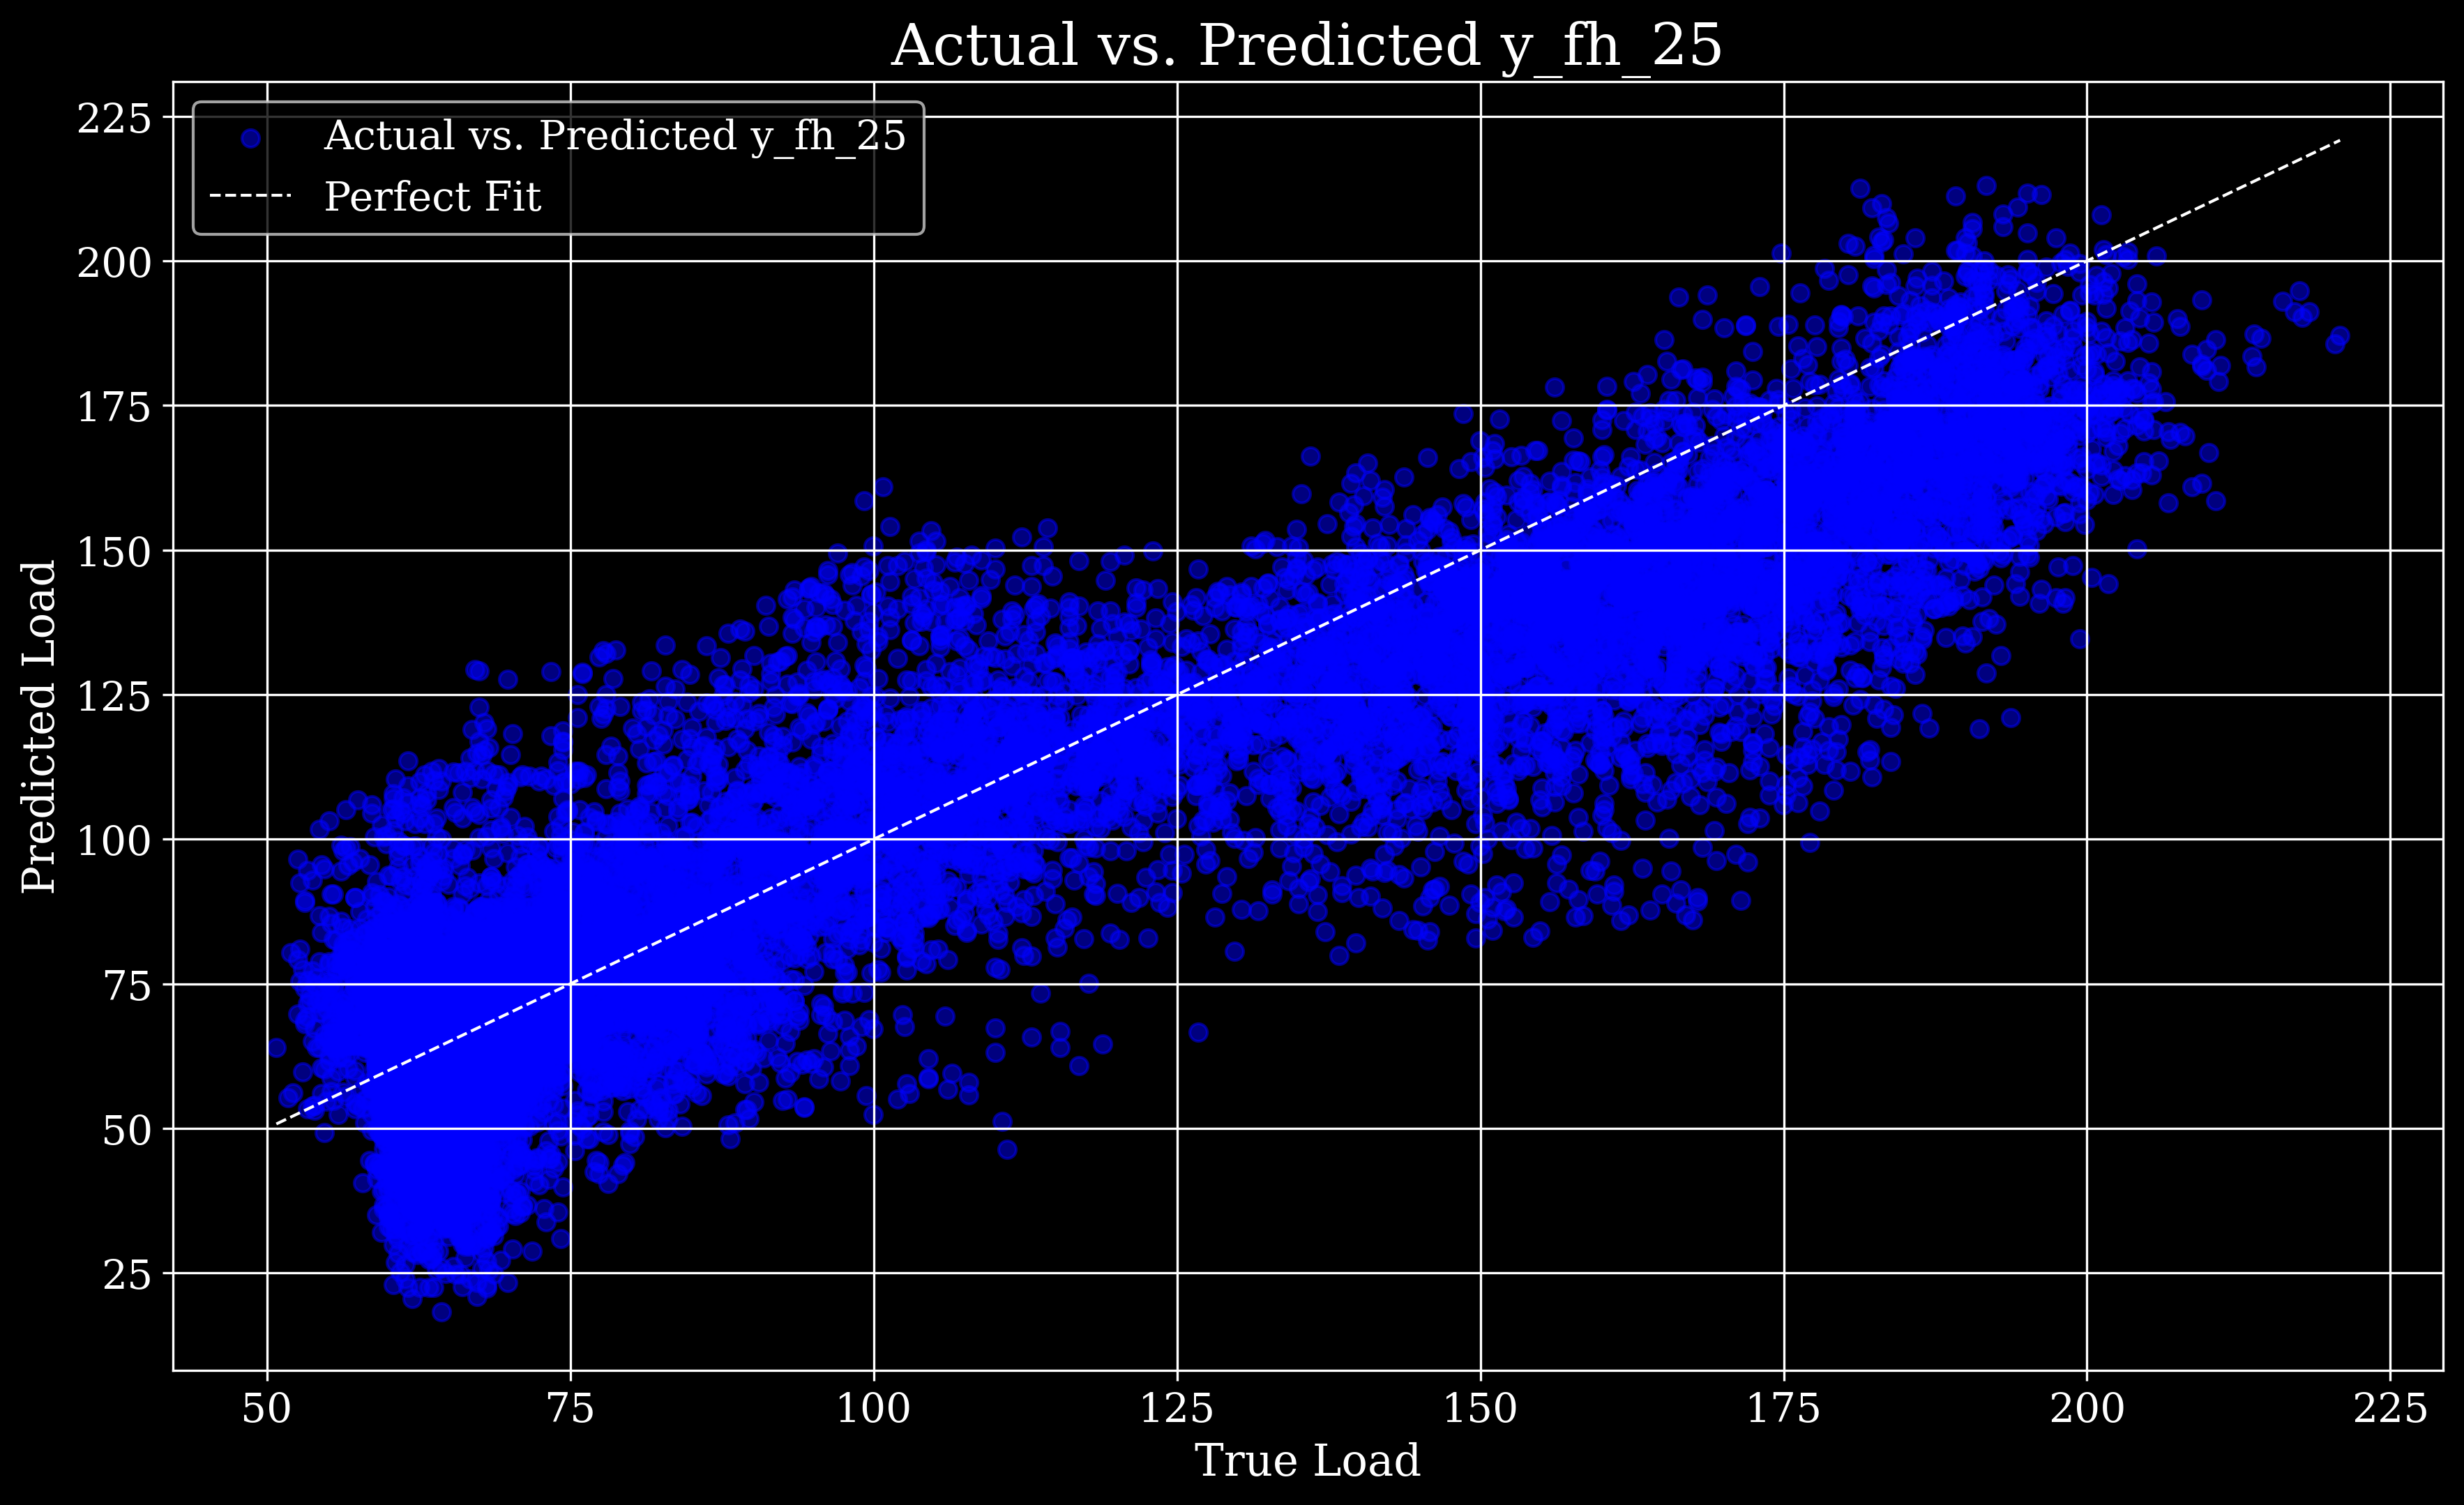 Actual vs. Predicted y_fh_25
Actual vs. Predicted y_fh_25
Perfect Fit
225
200
175
150
125
100
75
50
25
Predicted Load
50 75 100 125 150 175 200 225
True Load